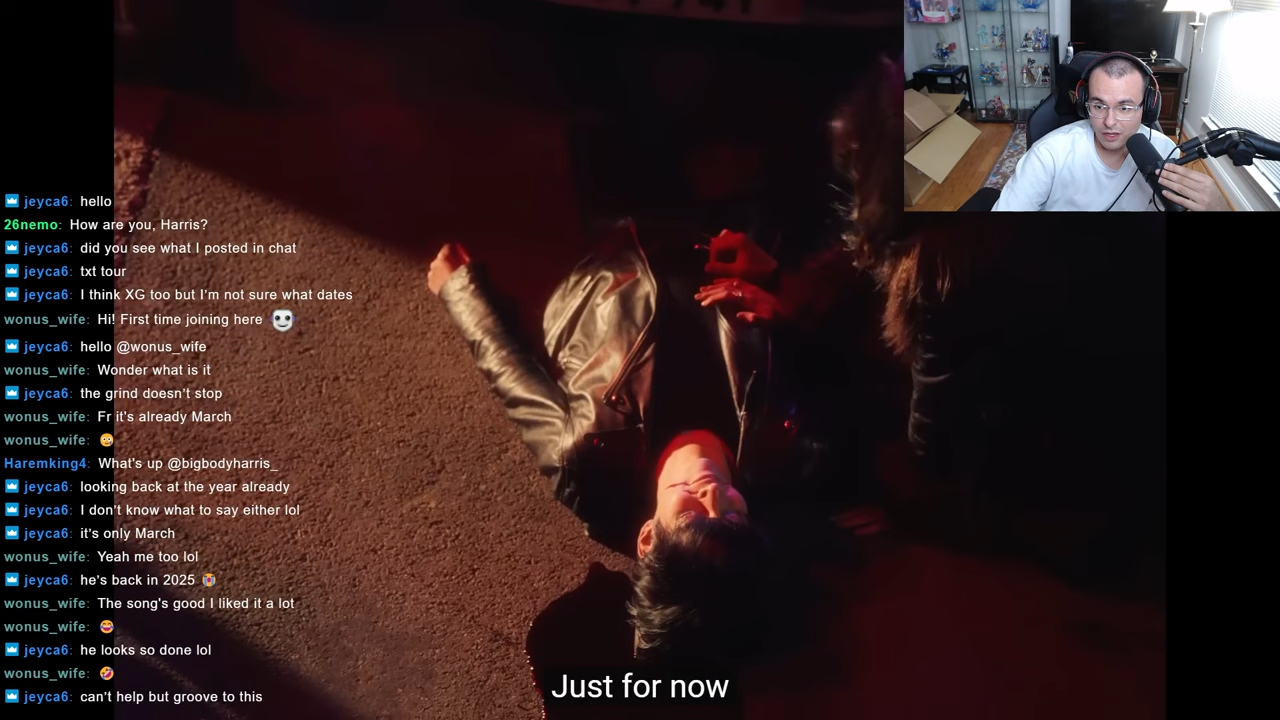 jeyca6: hello
26nemo: How are you, Harris?
jeyca6: did you see what I posted in chat
jeyca6: txt tour
jeyca6: I think XG too but I'm not sure what dates
wonus_wife: Hi! First time joining here
jeyca6: hello @wonus_wife
wonus_wife: Wonder what is it
jeyca6: the grind doesn't stop
wonus_wife: Fr it's already March
wonus_wife: 😳
Haremking4: What's up @bigbodyharris_
jeyca6: looking back at the year already
jeyca6: I don't know what to say either lol
jeyca6: it's only March
wonus_wife: Yeah me too lol
jeyca6: he's back in 2025 😭
wonus_wife: The song's good I liked it a lot
wonus_wife: 😂
jeyca6: he looks so done lol
wonus_wife: 🤣
jeyca6: can't help but groove to this
Just for now